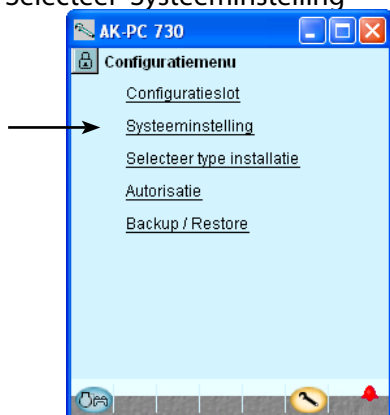 Selecteer Systeeminstelling
AK-PC 730
Configuratiemenu
Configuratieslot
Systeeminstelling
Selecteer type installatie
Autorisatie
Backup / Restore